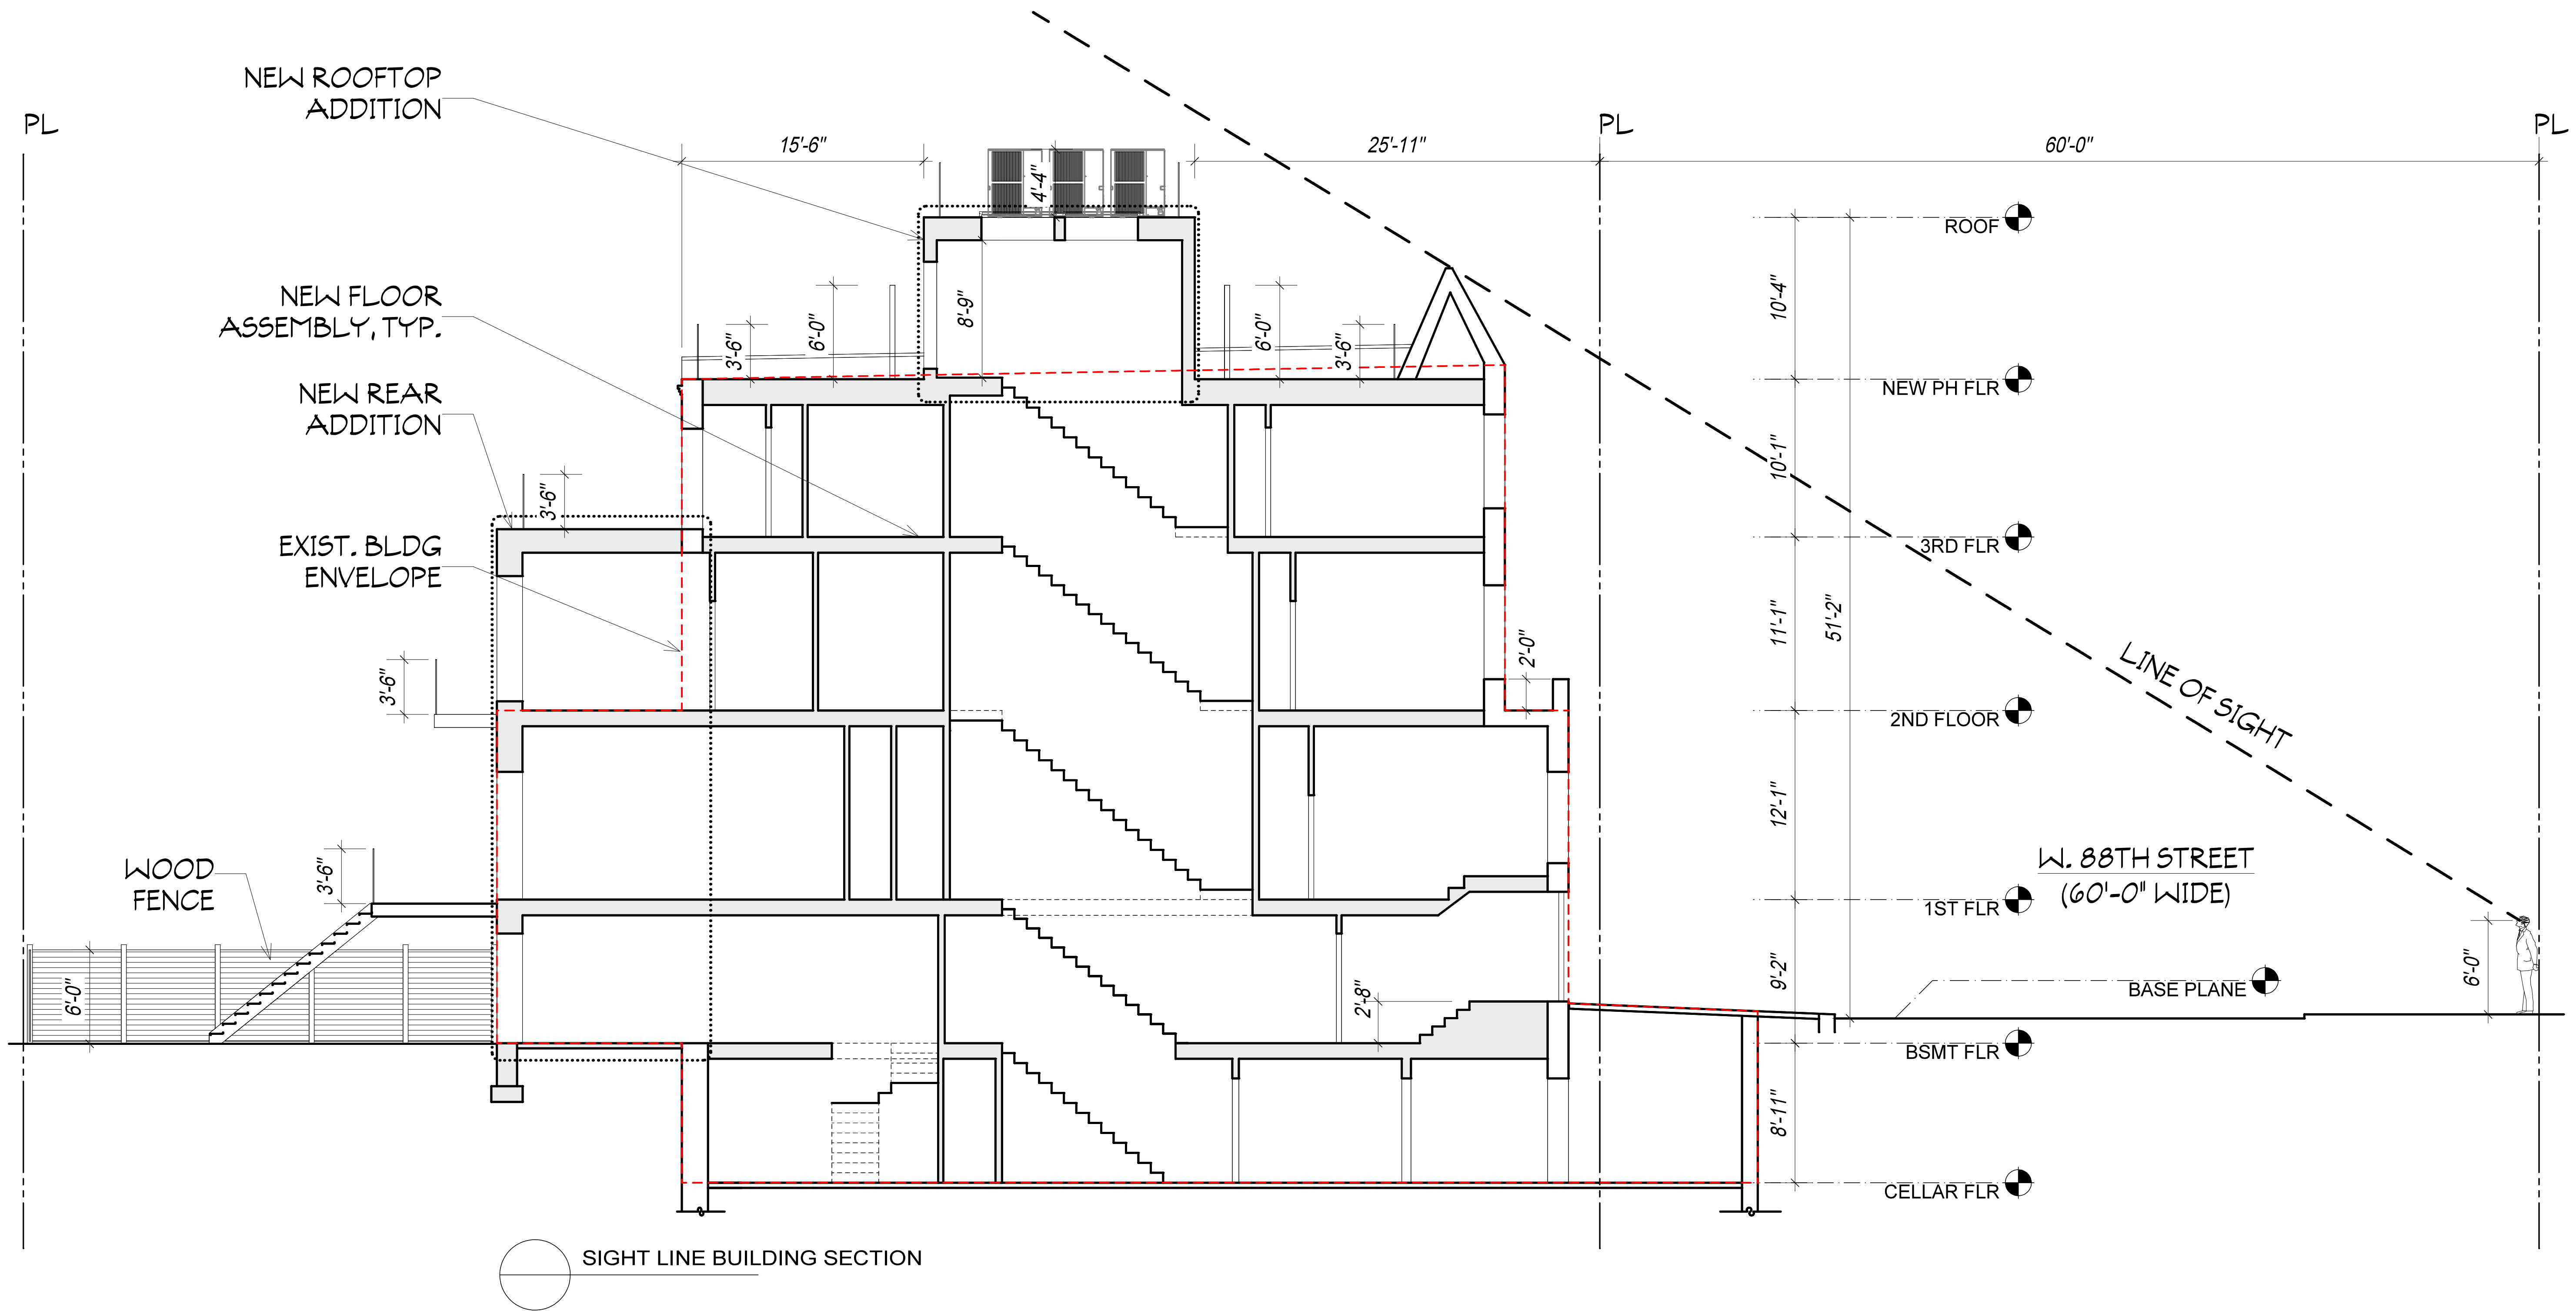 NEW ROOFTOP
ADDITION
PL
PL
PL
15'-6"
25'-11"
60'-0"
4'-4"
ROOF
NEW FLOOR
ASSEMBLY, TYP.
8'-9"
3'-6"
6'-0"
6'-0"
3'-6"
10'-4"
NEW PH FLR
NEW REAR
ADDITION
10'-1"
3'-6"
EXIST. BLDG
ENVELOPE
3RD FLR
11'-1"
51'-2"
2'-0"
3'-6"
LINE OF SIGHT
2ND FLOOR
12'-1"
WOOD
FENCE
3'-6"
W. 88TH STREET
(60'-0" WIDE)
1ST FLR
6'-0"
9'-2"
2'-8"
6'-0"
BASE PLANE
BSMT FLR
8'-11"
CELLAR FLR
SIGHT LINE BUILDING SECTION